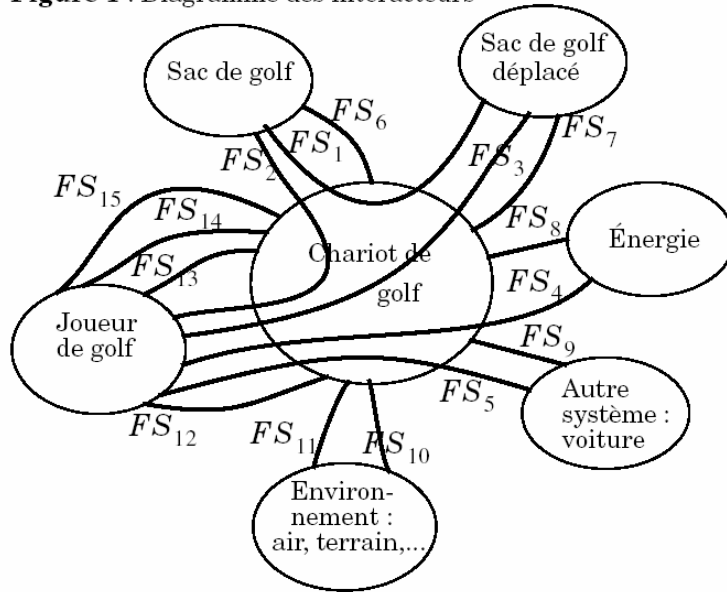 Figure 1 : Diagramme des interacteurs
Sac de golf
Sac de golf
déplacé
FS6
FS1
FS2
FS3
FS7
FS15
FS14
FS13
FS8
Énergie
Chariot de
golf
FS4
Joueur
de golf
FS9
FS5
Autre
système :
voiture
FS12
FS11
FS10
Environ-
nement :
air, terrain,...